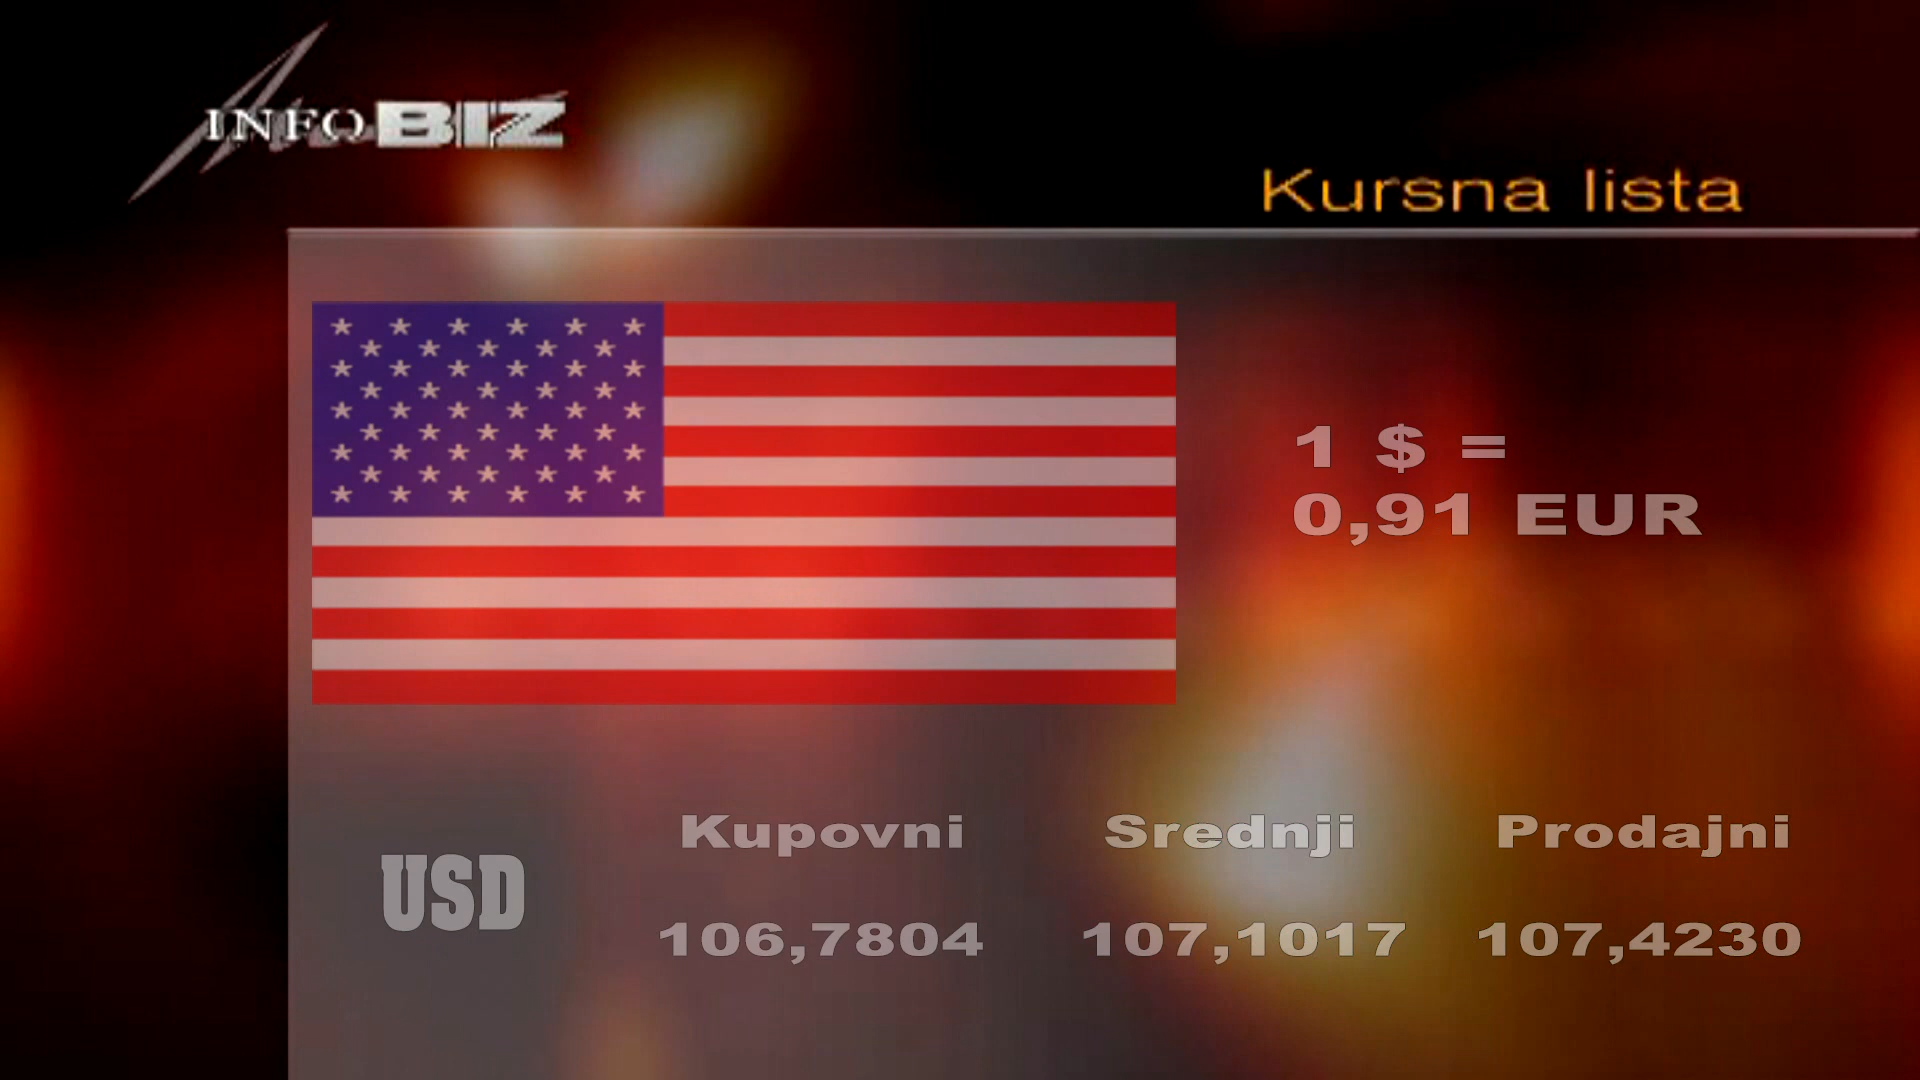 INFO BIZ
Kursna lista
1 $ =
0,91 EUR
Kupovni Srednji Prodajni
USD
106,7804 107,1017 107,4230